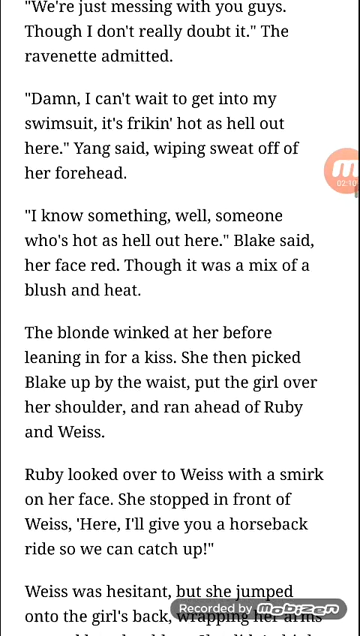 "We're just messing with you guys.
Though I don't really doubt it." The
ravenette admitted.
"Damn, I can't wait to get into my
swimsuit, it's frikin' hot as hell out
here." Yang said, wiping sweat off of
her forehead.
02:10
"I know something, well, someone
who's hot as hell out here." Blake said,
her face red. Though it was a mix of a
blush and heat.
The blonde winked at her before
leaning in for a kiss. She then picked
Blake up by the waist, put the girl over
her shoulder, and ran ahead of Ruby
and Weiss.
Ruby looked over to Weiss with a smirk
on her face. She stopped in front of
Weiss, 'Here, I'll give you a horseback
ride so we can catch up!"
Weiss was hesitant, but she jumped
onto the girl's back, wrapping her arms
Recorded by Mobizen